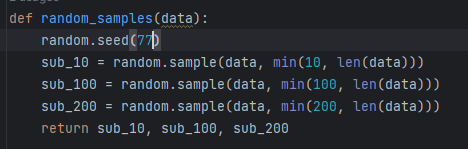 def random_samples(data):
random.seed(77)
sub_10 = random.sample(data, min(10, len(data)))
sub_100 = random.sample(data, min(100, len(data)))
sub_200 = random.sample(data, min(200, len(data)))
return sub_10, sub_100, sub_200